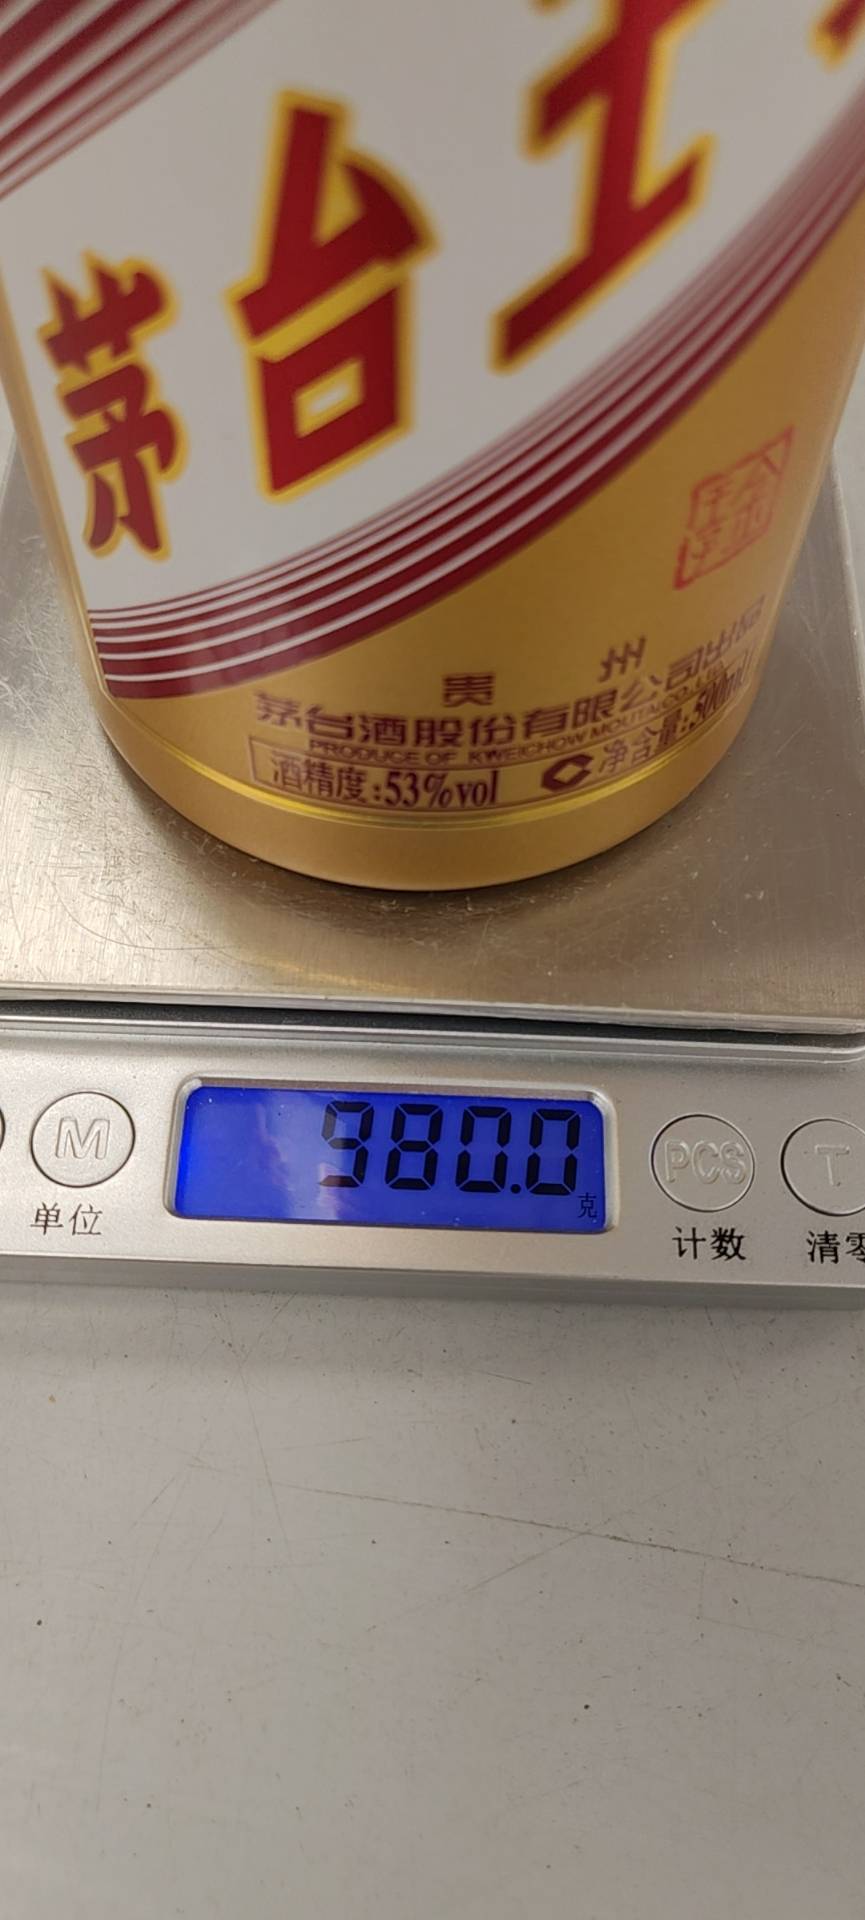 茅台王
贵 州
茅台酒股份有限公司出品
PRODUCE OF KWEICHOW MOUTAI CO., LTD
酒精度:53%vol 净含量:500ml
980.0
克
M
单位
PCS
计数
T
清零